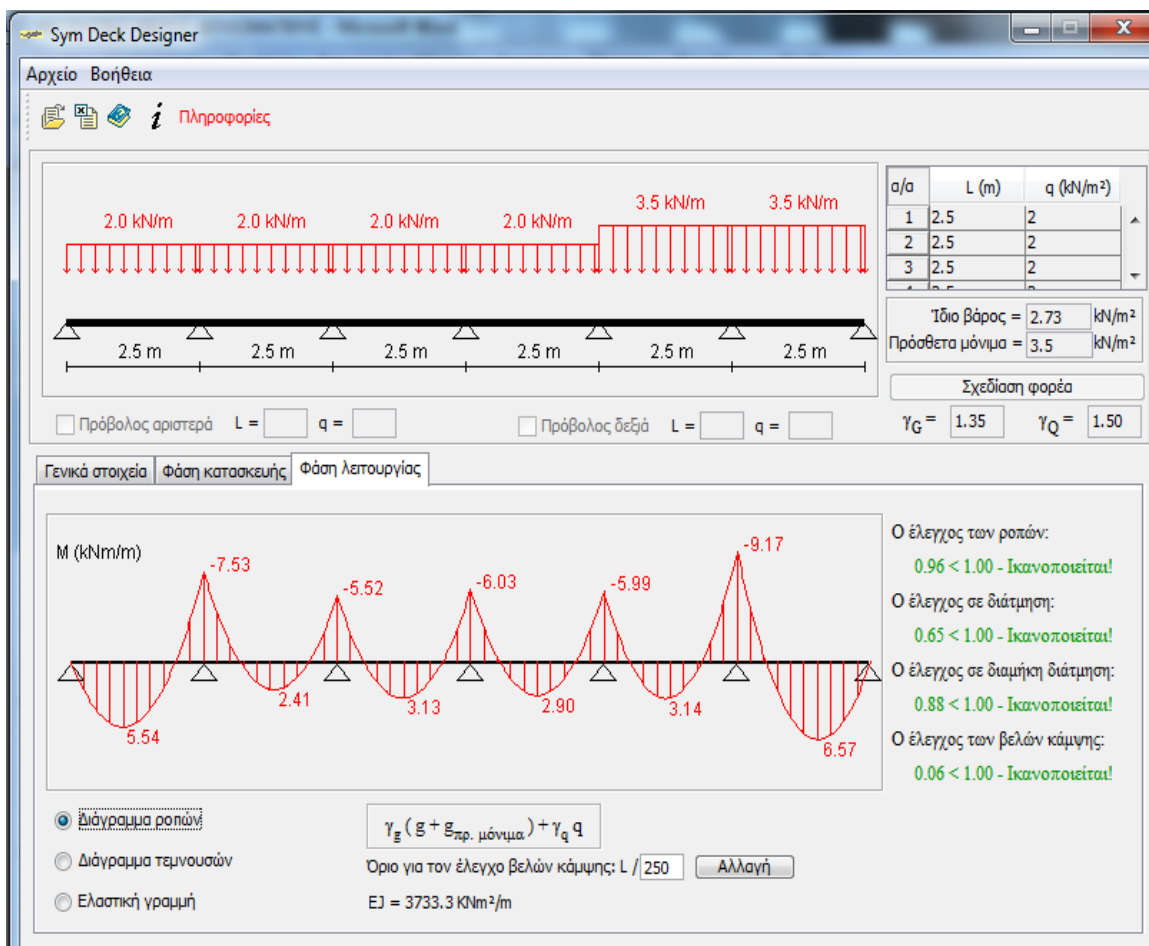 Sym Deck Designer
Αρχείο Βοήθεια
i Πληροφορίες
2.0 kN/m 2.0 kN/m 2.0 kN/m 2.0 kN/m 3.5 kN/m 3.5 kN/m
2.5 m 2.5 m 2.5 m 2.5 m 2.5 m 2.5 m
α/α L (m) q (kN/m²)
1 2.5 2
2 2.5 2
3 2.5 2
Ίδιο βάρος = 2.73 kN/m²
Πρόσθετα μόνιμα = 3.5 kN/m²
Σχεδίαση φορέα
Πρόβολος αριστερά L = q = Πρόβολος δεξιά L = q =
γG = 1.35 γQ = 1.50
Γενικά στοιχεία Φάση κατασκευής Φάση λειτουργίας
M (kNm/m)
-7.53 -5.52 -6.03 -5.99 -9.17
5.54 2.41 3.13 2.90 3.14 6.57
Ο έλεγχος των ροπών:
0.96 < 1.00 - Ικανοποιείται!
Ο έλεγχος σε διάτμηση:
0.65 < 1.00 - Ικανοποιείται!
Ο έλεγχος σε διαμήκη διάτμηση:
0.88 < 1.00 - Ικανοποιείται!
Ο έλεγχος των βελών κάμψης:
0.06 < 1.00 - Ικανοποιείται!
Διάγραμμα ροπών
Διάγραμμα τεμνουσών
Ελαστική γραμμή
γg (g + gπρ. μόνιμα) + γq q
Όριο για τον έλεγχο βελών κάμψης: L / 250 Αλλαγή
EJ = 3733.3 KNm²/m